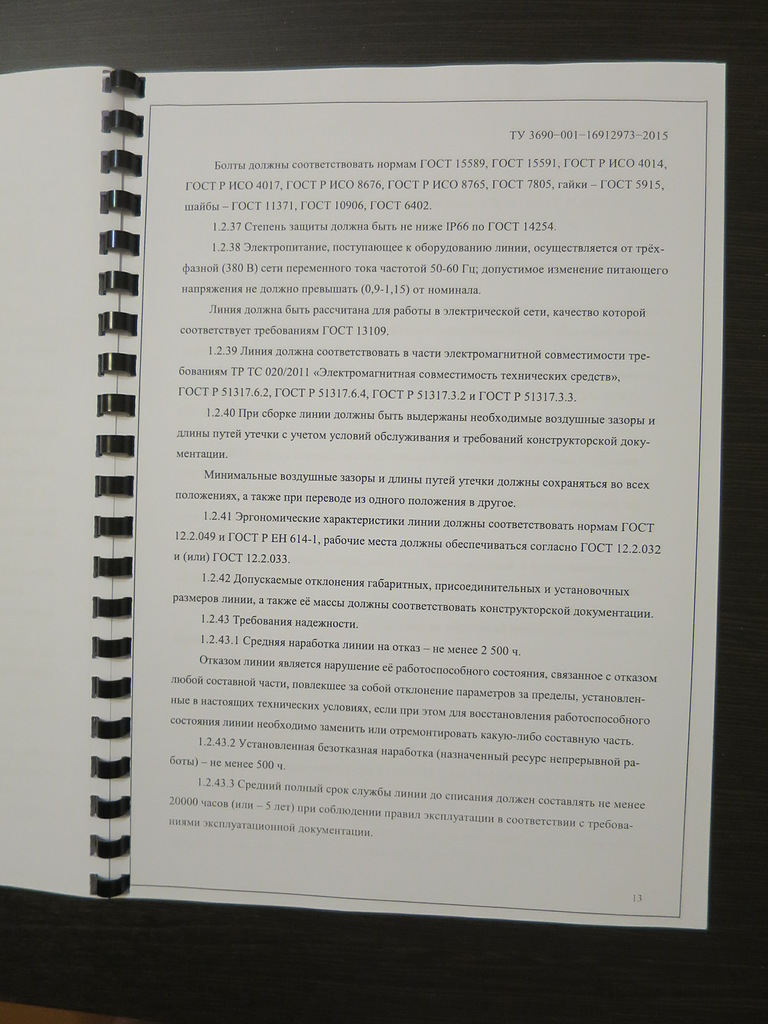 ТУ 3690–001–16912973–2015
Болты должны соответствовать нормам ГОСТ 15589, ГОСТ 15591, ГОСТ Р ИСО 4014,
ГОСТ Р ИСО 4017, ГОСТ Р ИСО 8676, ГОСТ Р ИСО 8765, ГОСТ 7805, гайки – ГОСТ 5915,
шайбы – ГОСТ 11371, ГОСТ 10906, ГОСТ 6402.
1.2.37 Степень защиты должна быть не ниже IP66 по ГОСТ 14254.
1.2.38 Электропитание, поступающее к оборудованию линии, осуществляется от трёх-
фазной (380 В) сети переменного тока частотой 50-60 Гц; допустимое изменение питающего
напряжения не должно превышать (0,9-1,15) от номинала.
Линия должна быть рассчитана для работы в электрической сети, качество которой
соответствует требованиям ГОСТ 13109.
1.2.39 Линия должна соответствовать в части электромагнитной совместимости тре-
бованиям ТР ТС 020/2011 «Электромагнитная совместимость технических средств»,
ГОСТ Р 51317.6.2, ГОСТ Р 51317.6.4, ГОСТ Р 51317.3.2 и ГОСТ Р 51317.3.3.
1.2.40 При сборке линии должны быть выдержаны необходимые воздушные зазоры и
длины путей утечки с учетом условий обслуживания и требований конструкторской доку-
ментации.
Минимальные воздушные зазоры и длины путей утечки должны сохраняться во всех
положениях, а также при переводе из одного положения в другое.
1.2.41 Эргономические характеристики линии должны соответствовать нормам ГОСТ
12.2.049 и ГОСТ Р ЕН 614-1, рабочие места должны обеспечиваться согласно ГОСТ 12.2.032
и (или) ГОСТ 12.2.033.
1.2.42 Допускаемые отклонения габаритных, присоединительных и установочных
размеров линии, а также её массы должны соответствовать конструкторской документации.
1.2.43 Требования надежности.
1.2.43.1 Средняя наработка линии на отказ – не менее 2 500 ч.
Отказом линии является нарушение её работоспособного состояния, связанное с отказом
любой составной части, повлекшее за собой отклонение параметров за пределы, установлен-
ные в настоящих технических условиях, если при этом для восстановления работоспособного
состояния линии необходимо заменить или отремонтировать какую-либо составную часть.
1.2.43.2 Установленная безотказная наработка (назначенный ресурс непрерывной ра-
боты) – не менее 500 ч.
1.2.43.3 Средний полный срок службы линии до списания должен составлять не менее
20000 часов (или – 5 лет) при соблюдении правил эксплуатации в соответствии с требова-
ниями эксплуатационной документации.
13